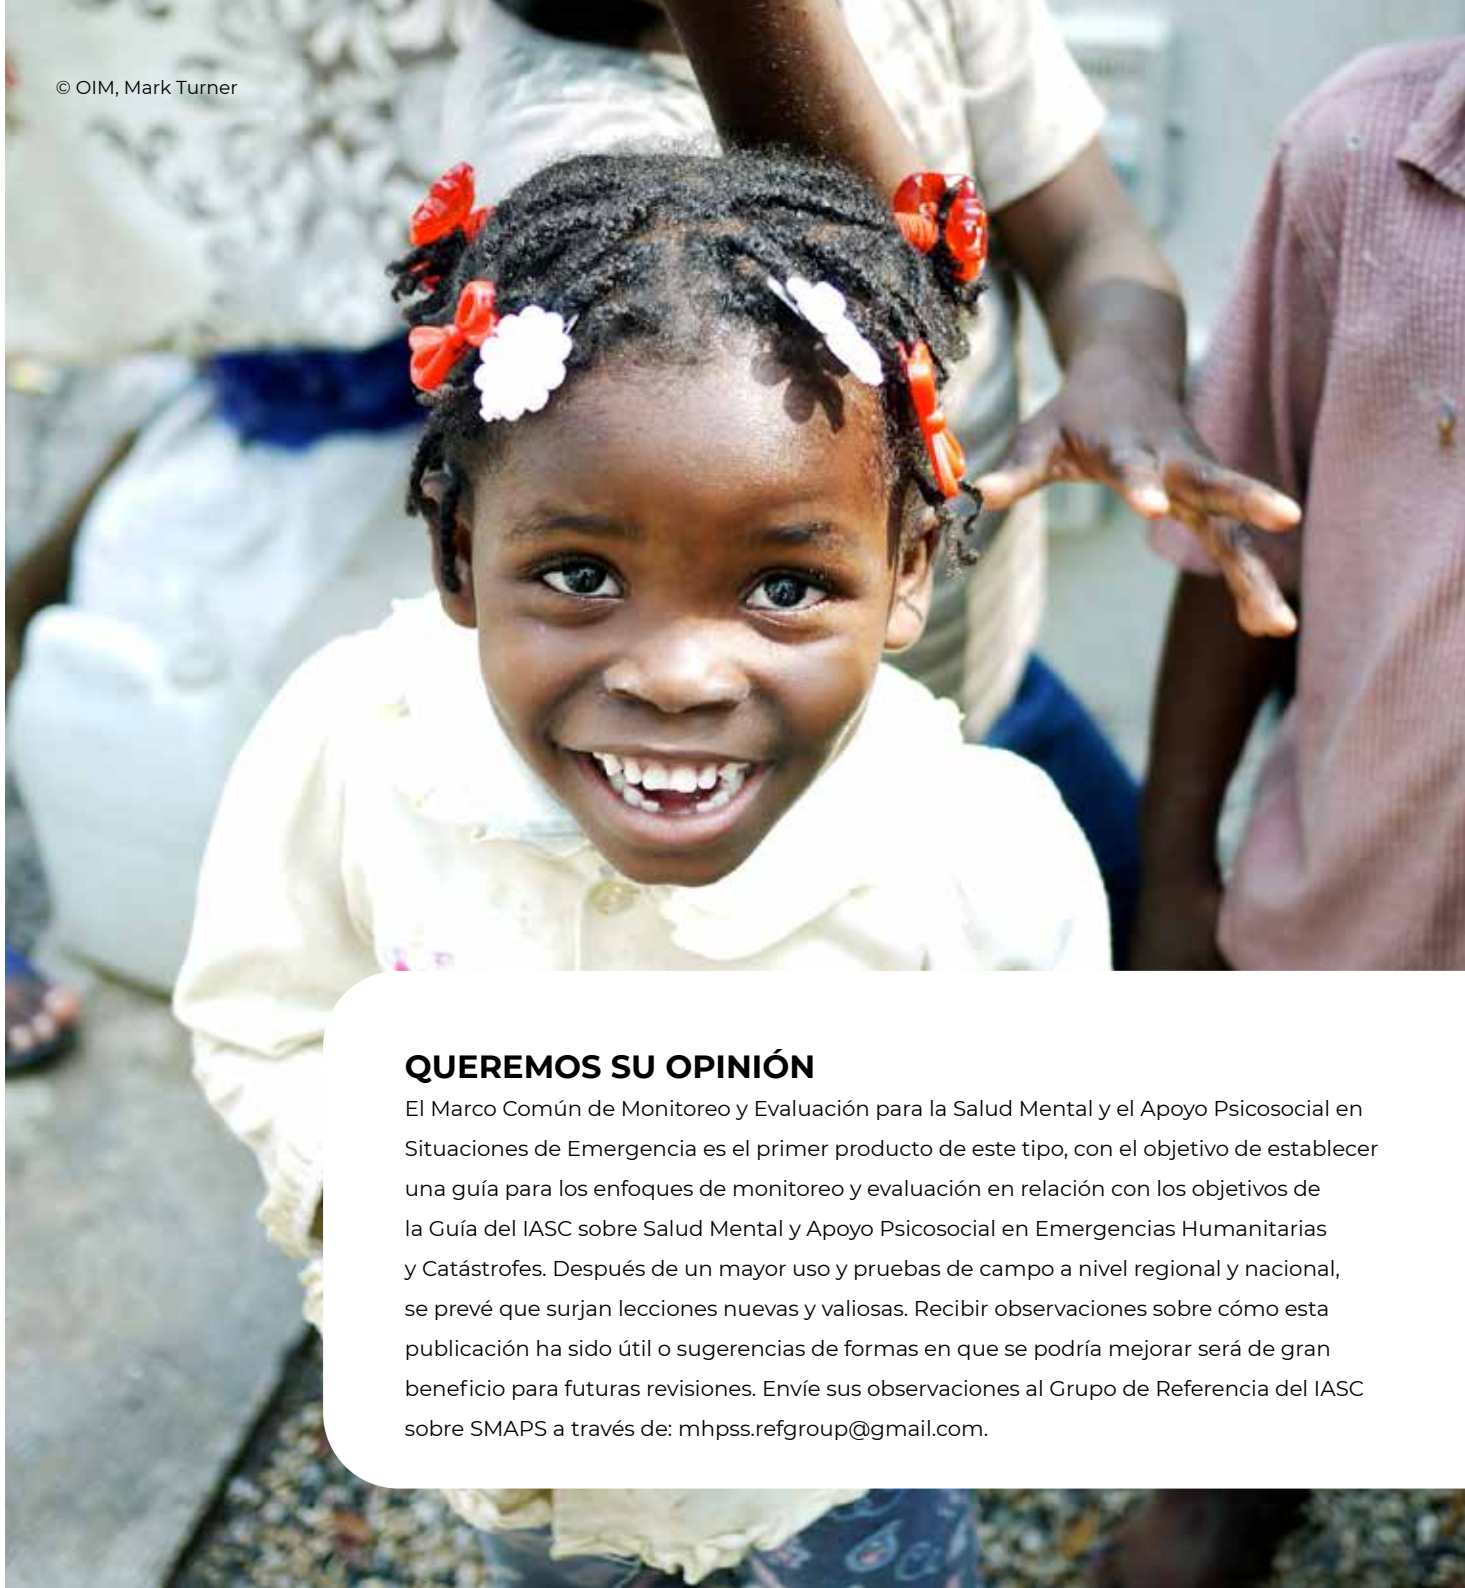 © OIM, Mark Turner
QUEREMOS SU OPINIÓN
El Marco Común de Monitoreo y Evaluación para la Salud Mental y el Apoyo Psicosocial en
Situaciones de Emergencia es el primer producto de este tipo, con el objetivo de establecer
una guía para los enfoques de monitoreo y evaluación en relación con los objetivos de
la Guía del IASC sobre Salud Mental y Apoyo Psicosocial en Emergencias Humanitarias
y Catástrofes. Después de un mayor uso y pruebas de campo a nivel regional y nacional,
se prevé que surjan lecciones nuevas y valiosas. Recibir observaciones sobre cómo esta
publicación ha sido útil o sugerencias de formas en que se podría mejorar será de gran
beneficio para futuras revisiones. Envíe sus observaciones al Grupo de Referencia del IASC
sobre SMAPS a través de: mhpss.refgroup@gmail.com.